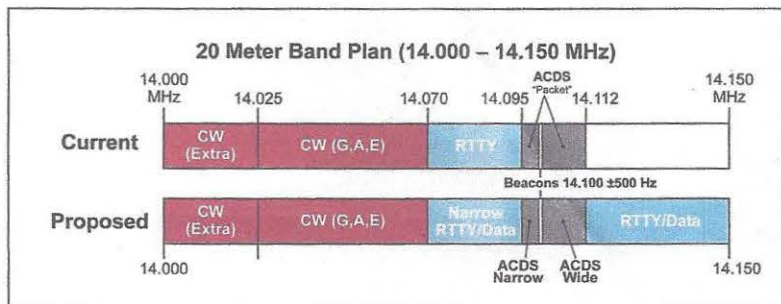 20 Meter Band Plan (14.000 – 14.150 MHz)
14.000
MHz
14.025
14.070
14.095
ACDS
"Packet"
14.112
14.150
MHz
Current
CW
(Extra)
CW (G,A,E)
RTTY
Beacons 14.100 ±500 Hz
Proposed
CW
(Extra)
CW (G,A,E)
Narrow
RTTY/Data
RTTY/Data
14.000
ACDS
Narrow
ACDS
Wide
14.150